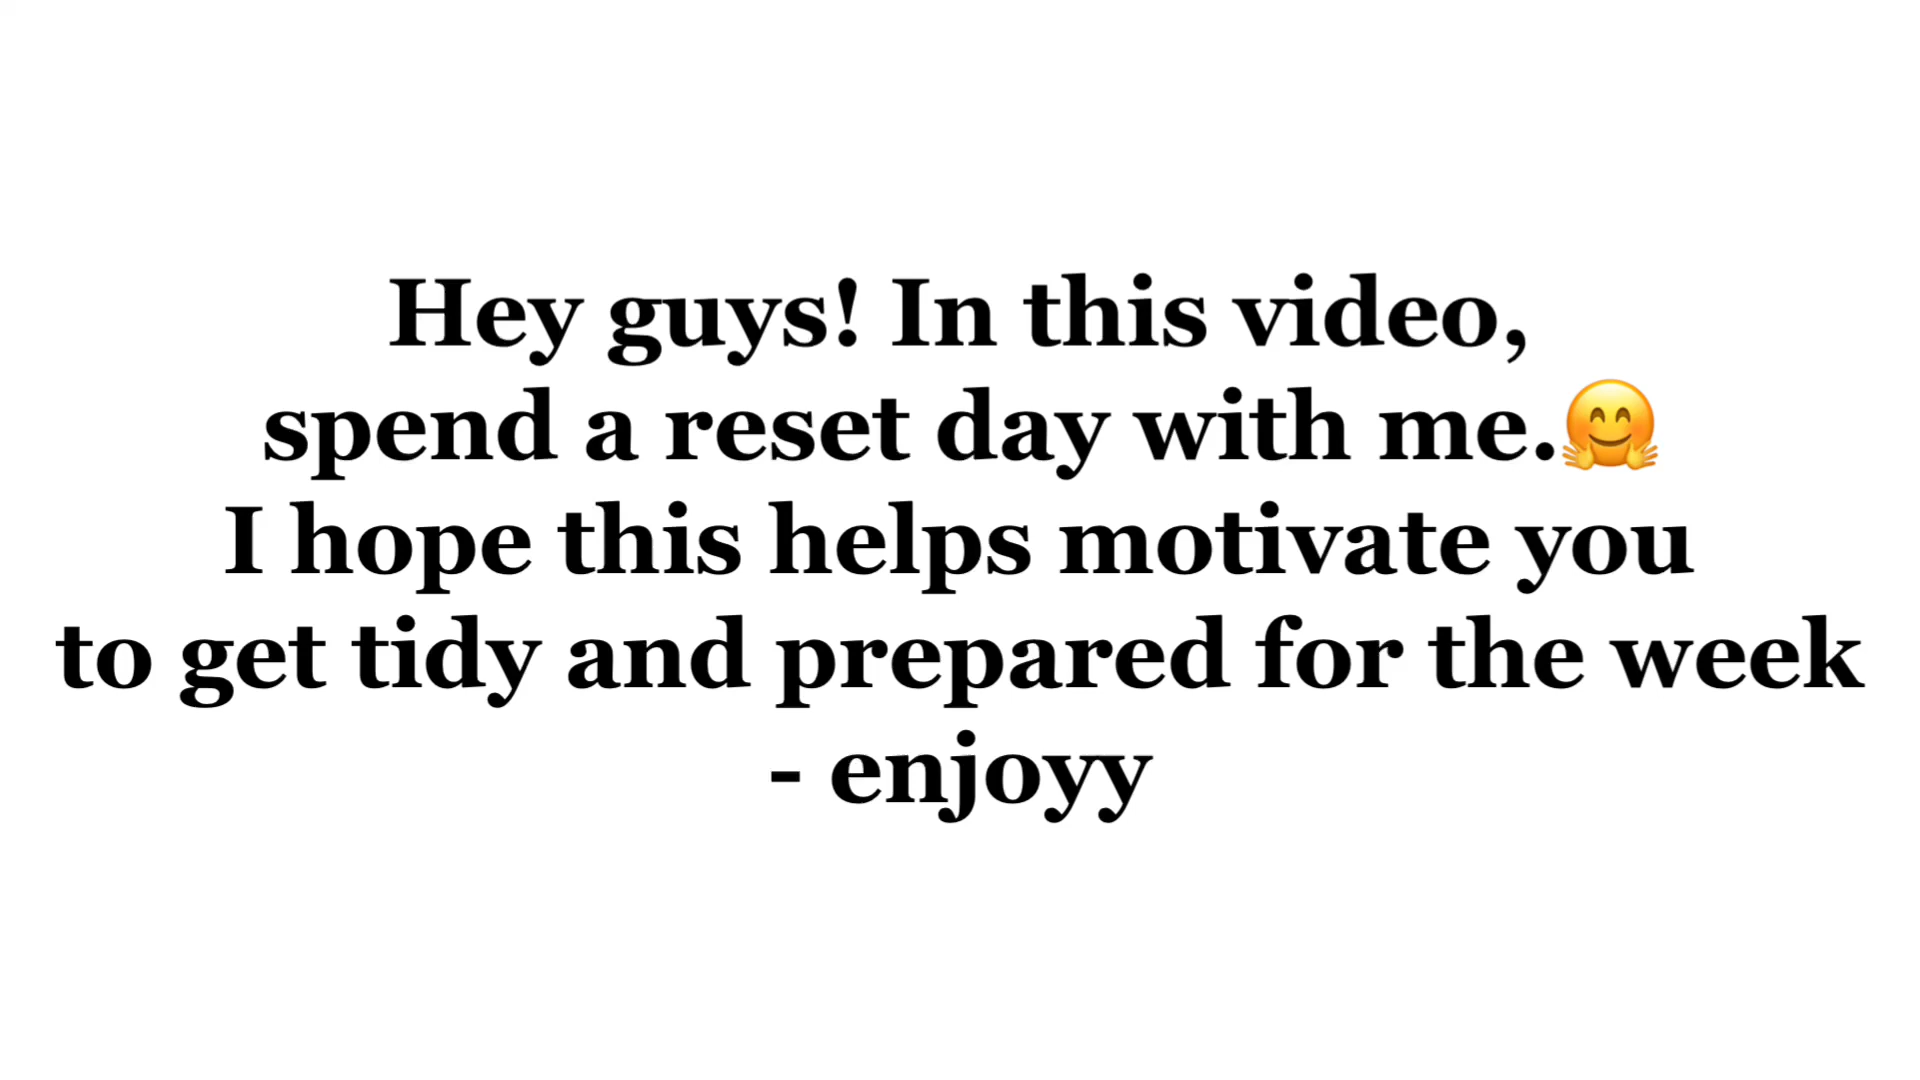 Hey guys! In this video,
spend a reset day with me.🤗
I hope this helps motivate you
to get tidy and prepared for the week
- enjoyy